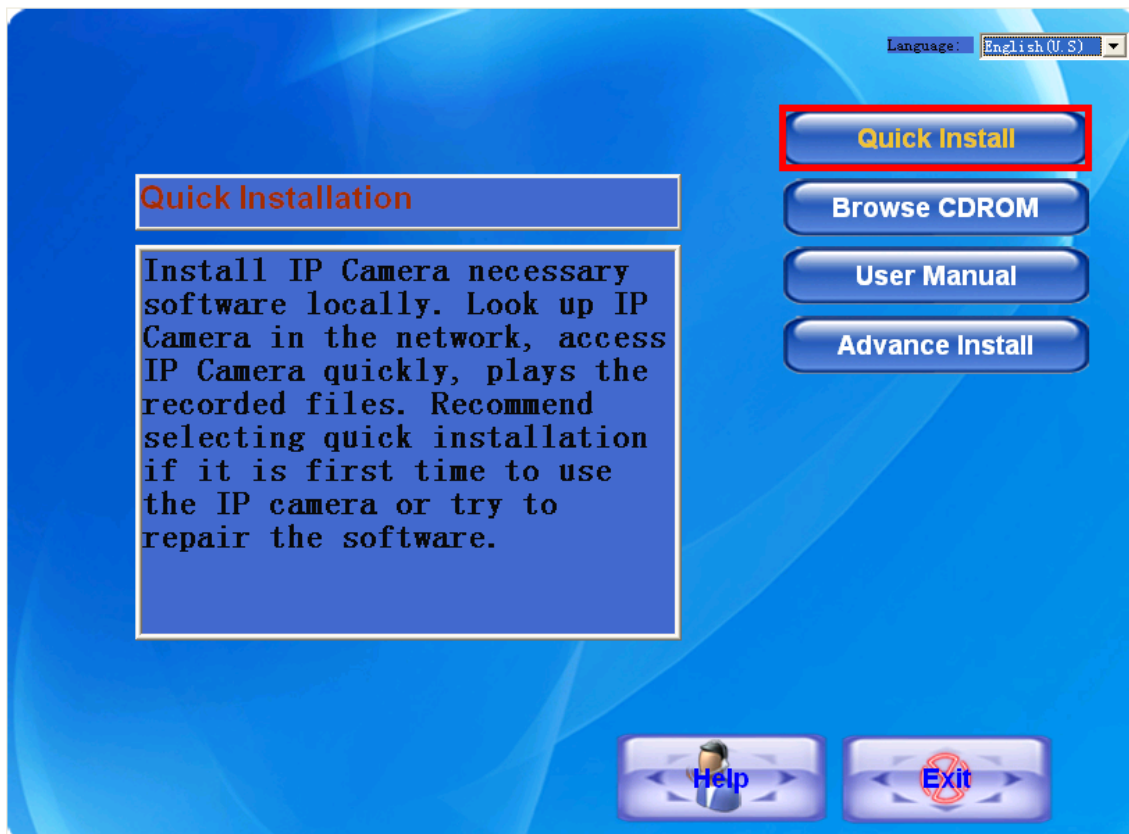 Language: English(U.S)
Quick Install
Browse CDROM
User Manual
Advance Install
Quick Installation
Install IP Camera necessary
software locally. Look up IP
Camera in the network, access
IP Camera quickly, plays the
recorded files. Recommend
selecting quick installation
if it is first time to use
the IP camera or try to
repair the software.
Help
Exit